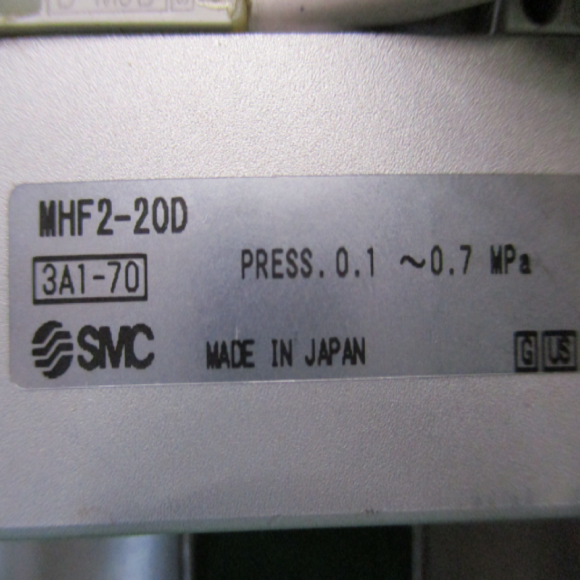 MHF2-20D
3A1-70
PRESS. 0.1 ～0.7 MPa
SMC MADE IN JAPAN G US